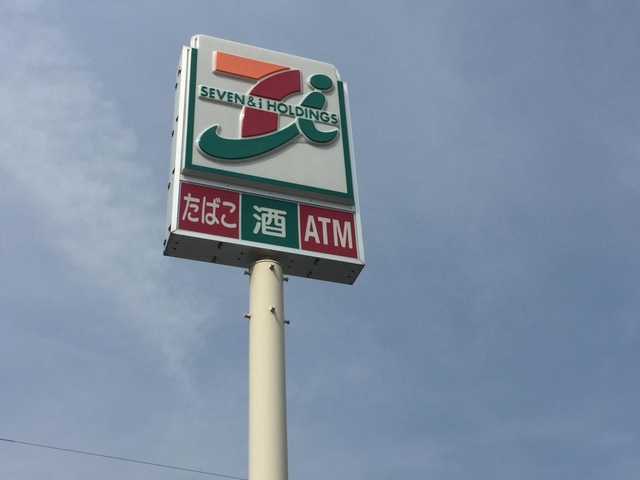 SEVEN & i HOLDINGS
たばこ 酒 ATM